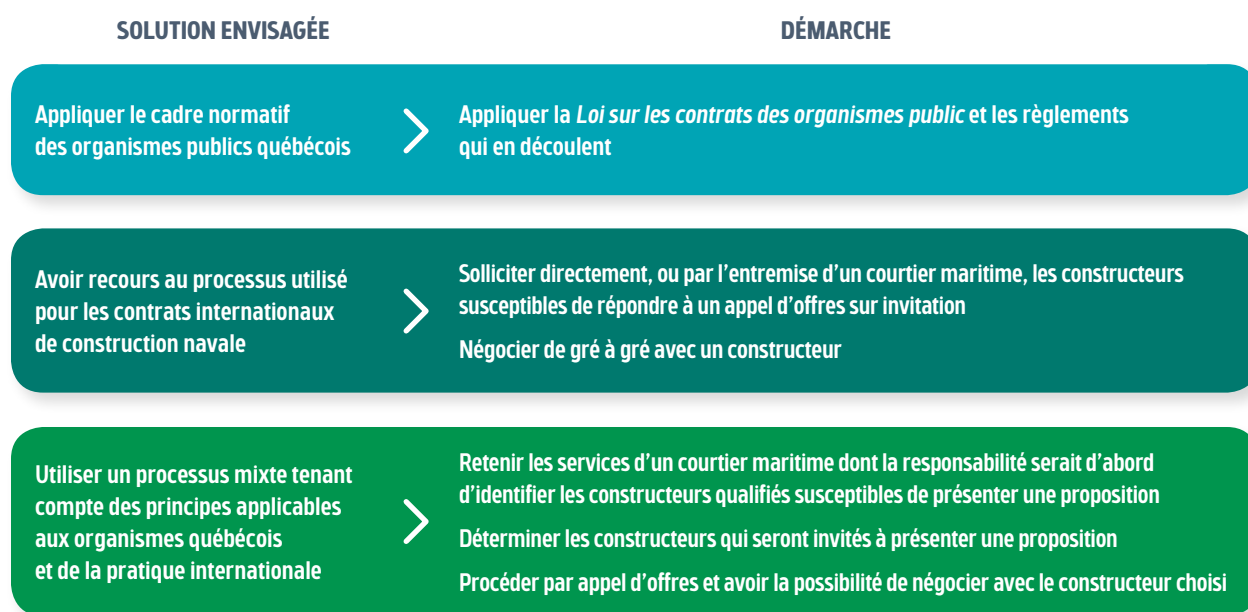 SOLUTION ENVISAGÉE
DÉMARCHE
Appliquer le cadre normatif
des organismes publics québécois
Appliquer la Loi sur les contrats des organismes public et les règlements
qui en découlent
Avoir recours au processus utilisé
pour les contrats internationaux
de construction navale
Solliciter directement, ou par l'entremise d'un courtier maritime, les constructeurs
susceptibles de répondre à un appel d'offres sur invitation
Négocier de gré à gré avec un constructeur
Utiliser un processus mixte tenant
compte des principes applicables
aux organismes québécois
et de la pratique internationale
Retenir les services d'un courtier maritime dont la responsabilité serait d'abord
d'identifier les constructeurs qualifiés susceptibles de présenter une proposition
Déterminer les constructeurs qui seront invités à présenter une proposition
Procéder par appel d'offres et avoir la possibilité de négocier avec le constructeur choisi